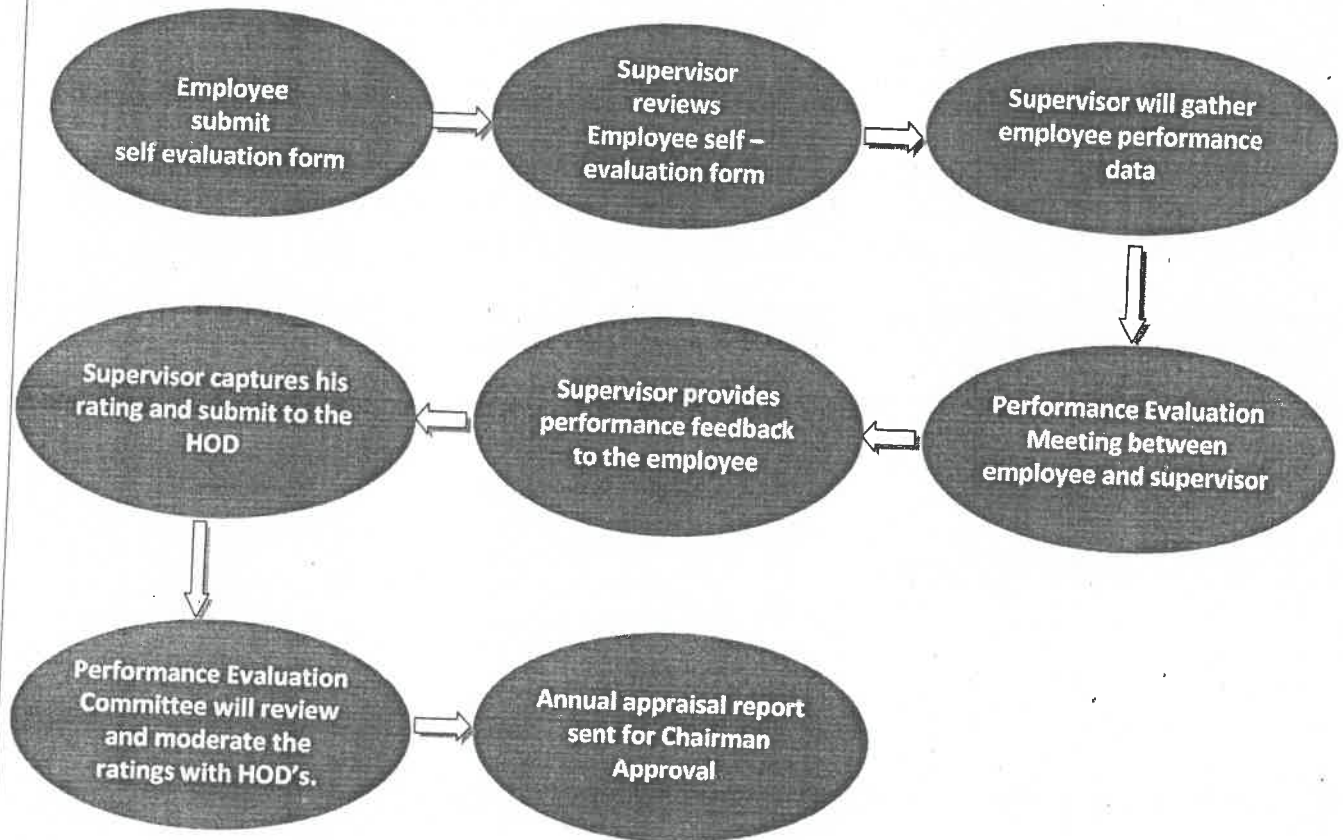 Employee
submit
self evaluation form
Supervisor
reviews
Employee self –
evaluation form
Supervisor will gather
employee performance
data
Performance Evaluation
Meeting between
employee and supervisor
Supervisor provides
performance feedback
to the employee
Supervisor captures his
rating and submit to the
HOD
Performance Evaluation
Committee will review
and moderate the
ratings with HOD's.
Annual appraisal report
sent for Chairman
Approval